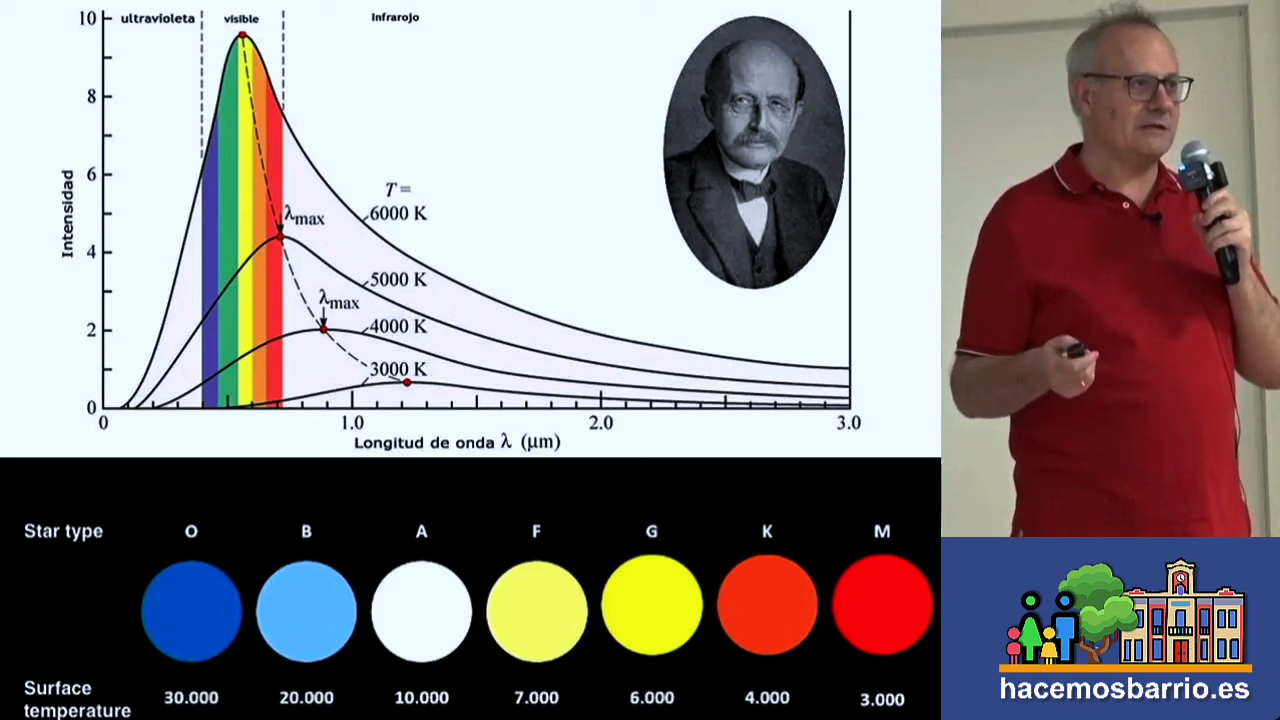 10
ultravioleta
visible
Infrarojo
8
6
T =
6000 K
λmax
Intensidad
4
5000 K
λmax
4000 K
2
3000 K
0
0
1.0
2.0
3.0
Longitud de onda λ (μm)
Star type O B A F G K M
Surface
temperature 30.000 20.000 10.000 7.000 6.000 4.000 3.000
hacemosbarrio.es